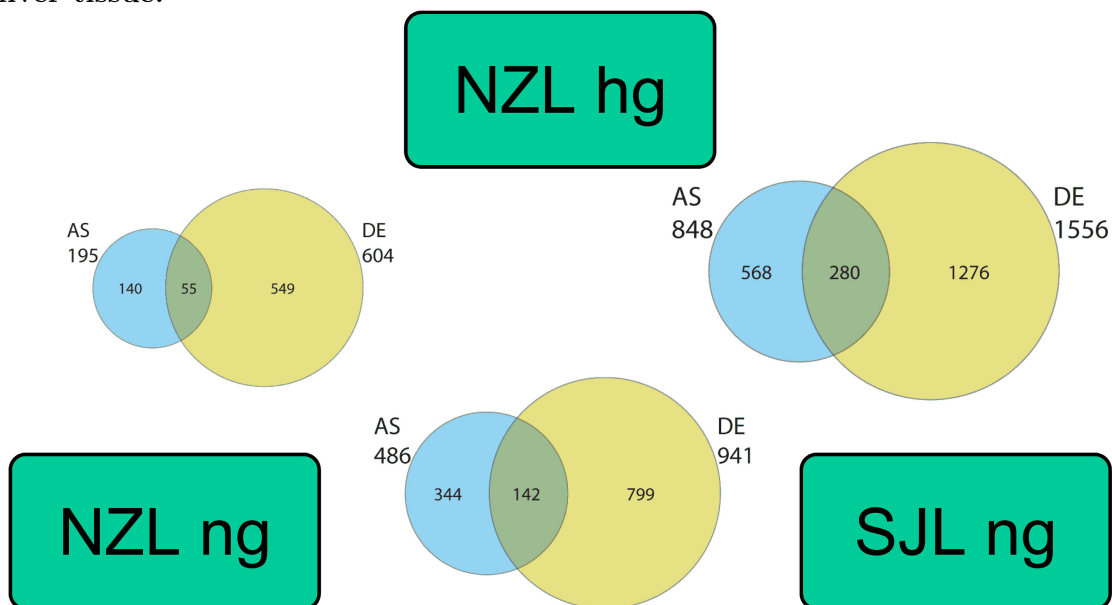 liver tissue.
NZL hg
AS
195
DE
604
140
55
549
AS
848
DE
1556
568
280
1276
AS
486
DE
941
344
142
799
NZL ng
SJL ng